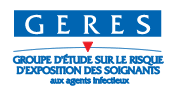 GERES
GROUPE D'ÉTUDE SUR LE RISQUE
D'EXPOSITION DES SOIGNANTS
aux agents infectieux